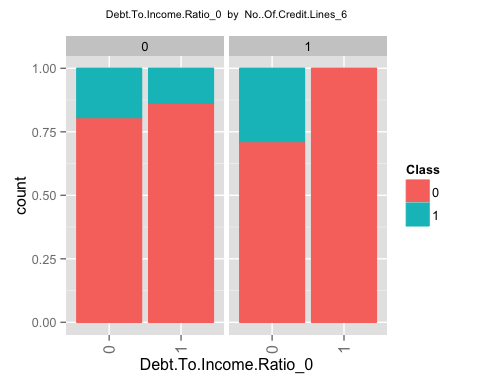 Debt.To.Income.Ratio_0 by No..Of.Credit.Lines_6
0 1
1.00
0.75
0.50
0.25
0.00
count
0 1 0 1
Debt.To.Income.Ratio_0
Class
0
1